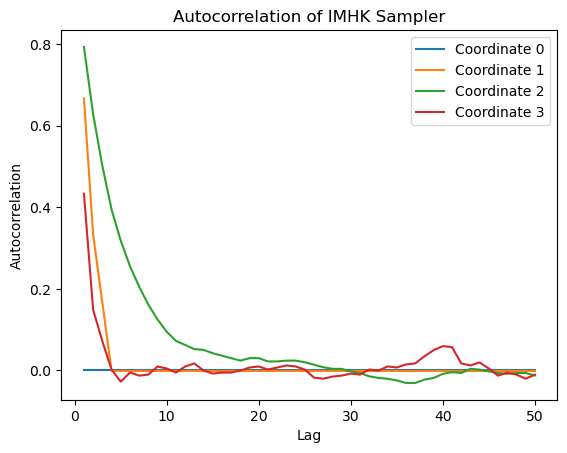 Autocorrelation of IMHK Sampler
0.8
0.6
0.4
0.2
0.0
Autocorrelation
Coordinate 0
Coordinate 1
Coordinate 2
Coordinate 3
0 10 20 30 40 50
Lag